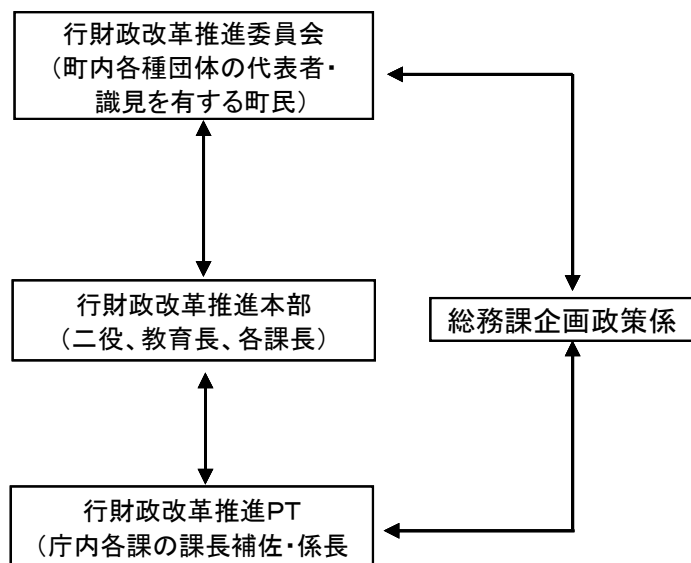 行財政改革推進委員会
（町内各種団体の代表者・
識見を有する町民）
行財政改革推進本部
（二役、教育長、各課長）
総務課企画政策係
行財政改革推進PT
（庁内各課の課長補佐・係長